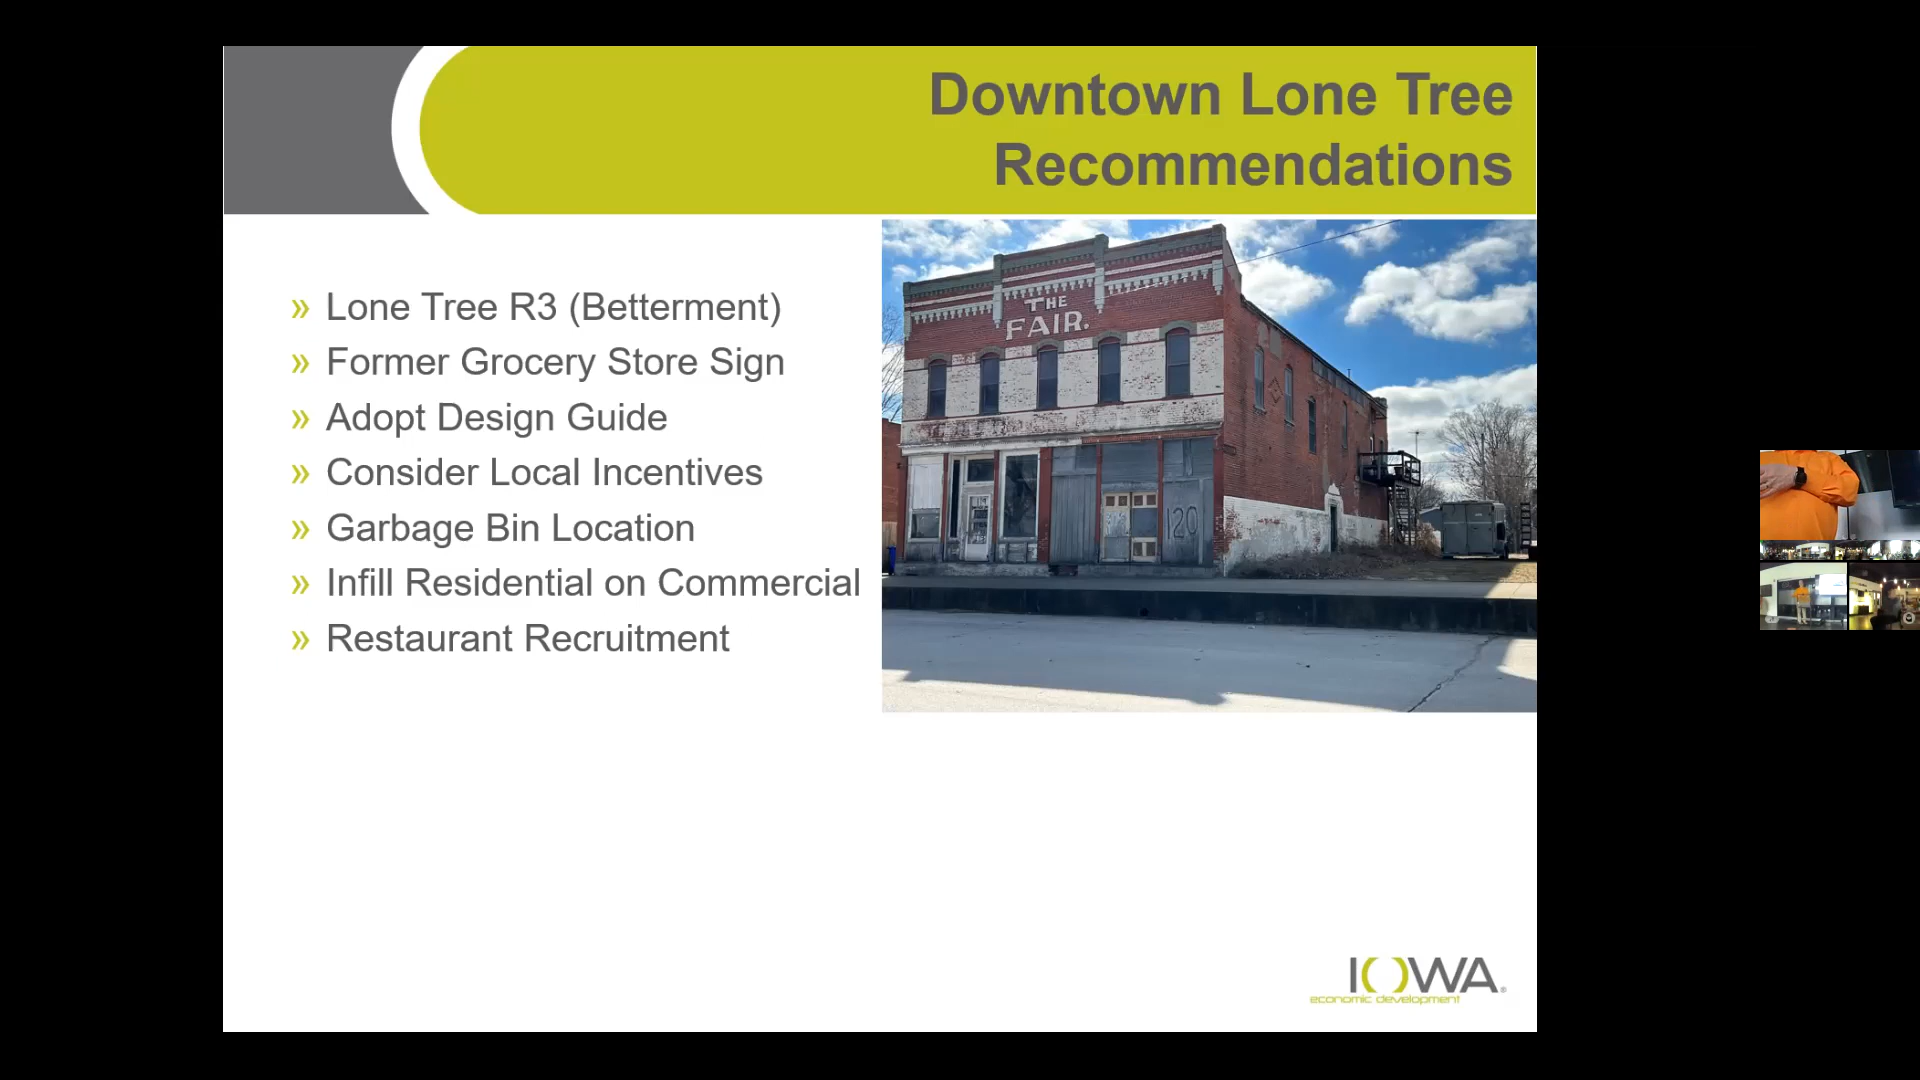 Downtown Lone Tree
Recommendations
» Lone Tree R3 (Betterment)
» Former Grocery Store Sign
» Adopt Design Guide
» Consider Local Incentives
» Garbage Bin Location
» Infill Residential on Commercial
» Restaurant Recruitment
THE
FAIR.
120
IOWA®
economic development